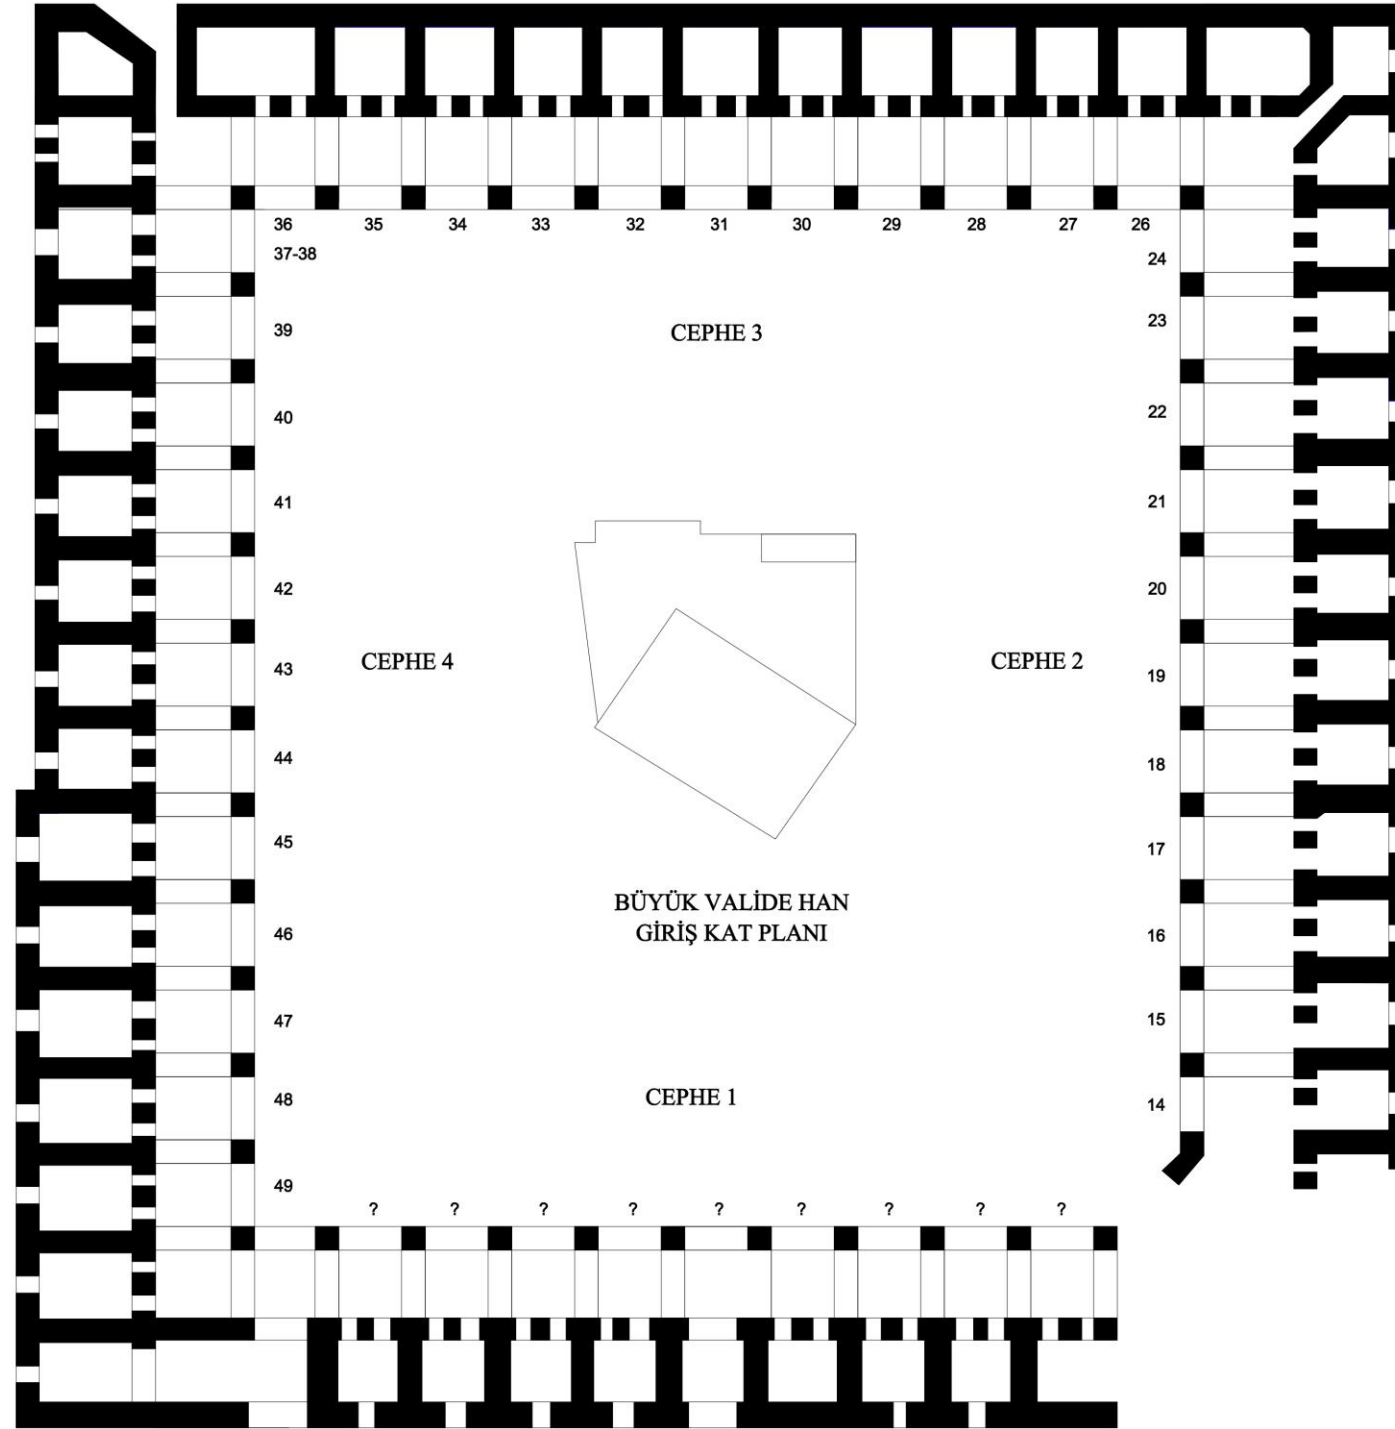 36 35 34 33 32 31 30 29 28 27 26
37-38
24
39
CEPHE 3
23
40
22
41
21
42
20
43
CEPHE 4
CEPHE 2
19
44
18
45
17
BÜYÜK VALİDE HAN
GİRİŞ KAT PLANI
46
16
47
15
48
CEPHE 1
14
49
? ? ? ? ? ? ? ? ?